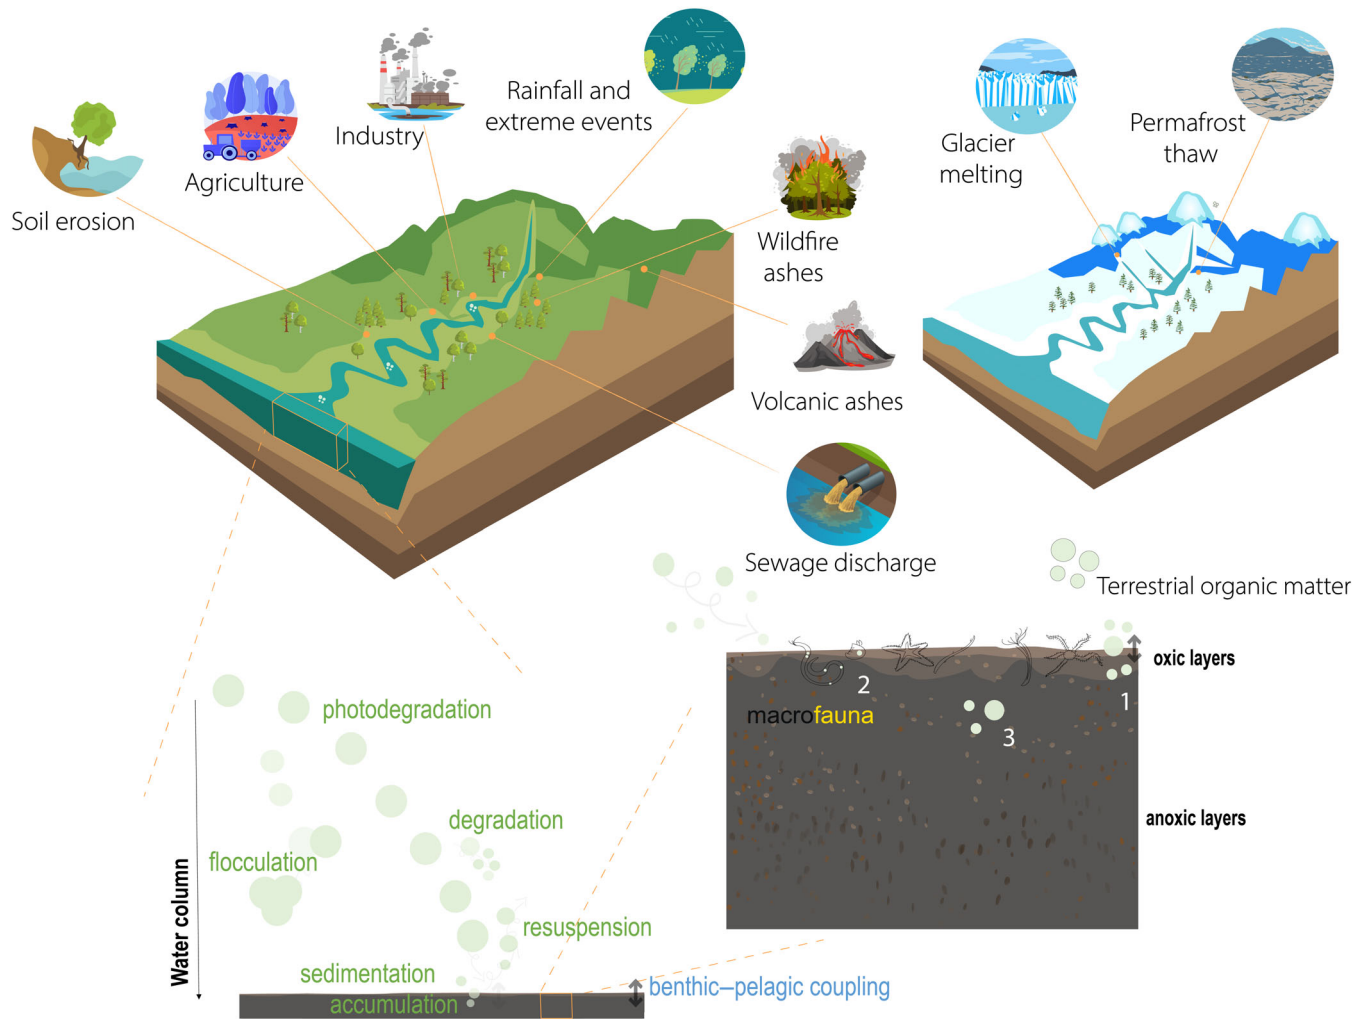 Rainfall and
extreme events
Industry
Agriculture
Soil erosion
Glacier
melting
Permafrost
thaw
Wildfire
ashes
Volcanic ashes
Sewage discharge
Terrestrial organic matter
oxic layers
1
2
macrofauna
3
anoxic layers
photodegradation
degradation
flocculation
Water column
resuspension
sedimentation
accumulation
benthic–pelagic coupling